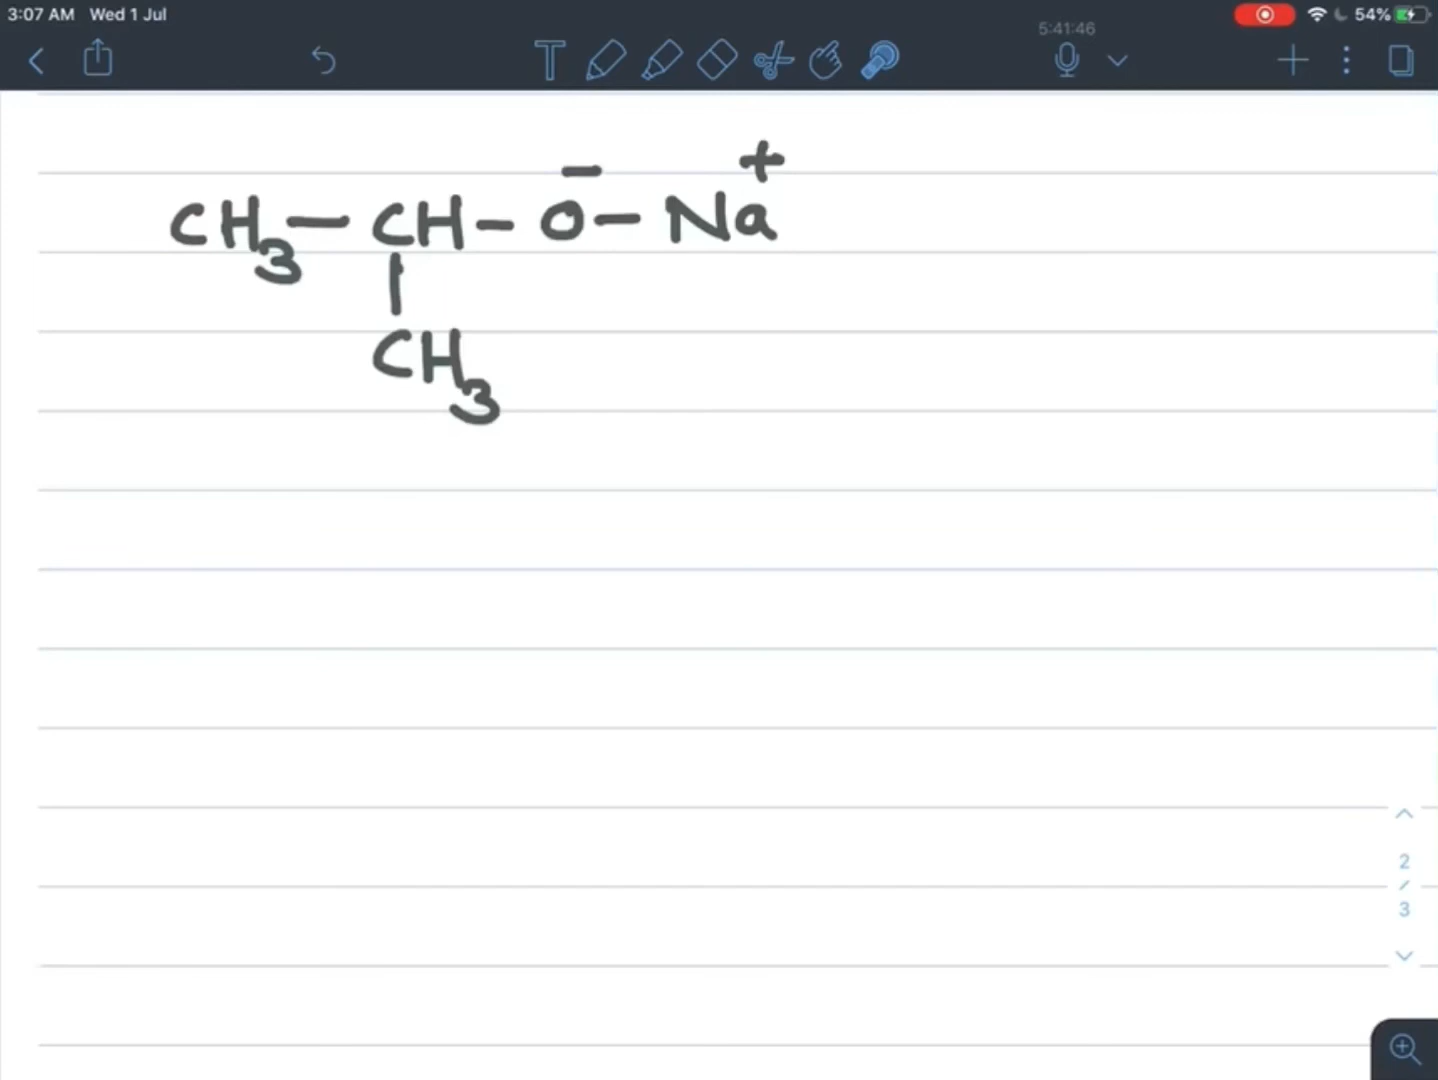 3:07 AM Wed 1 Jul
54%
5:41:46
T
− +
CH₃ — CH – O – Na
|
CH₃
2
/
3